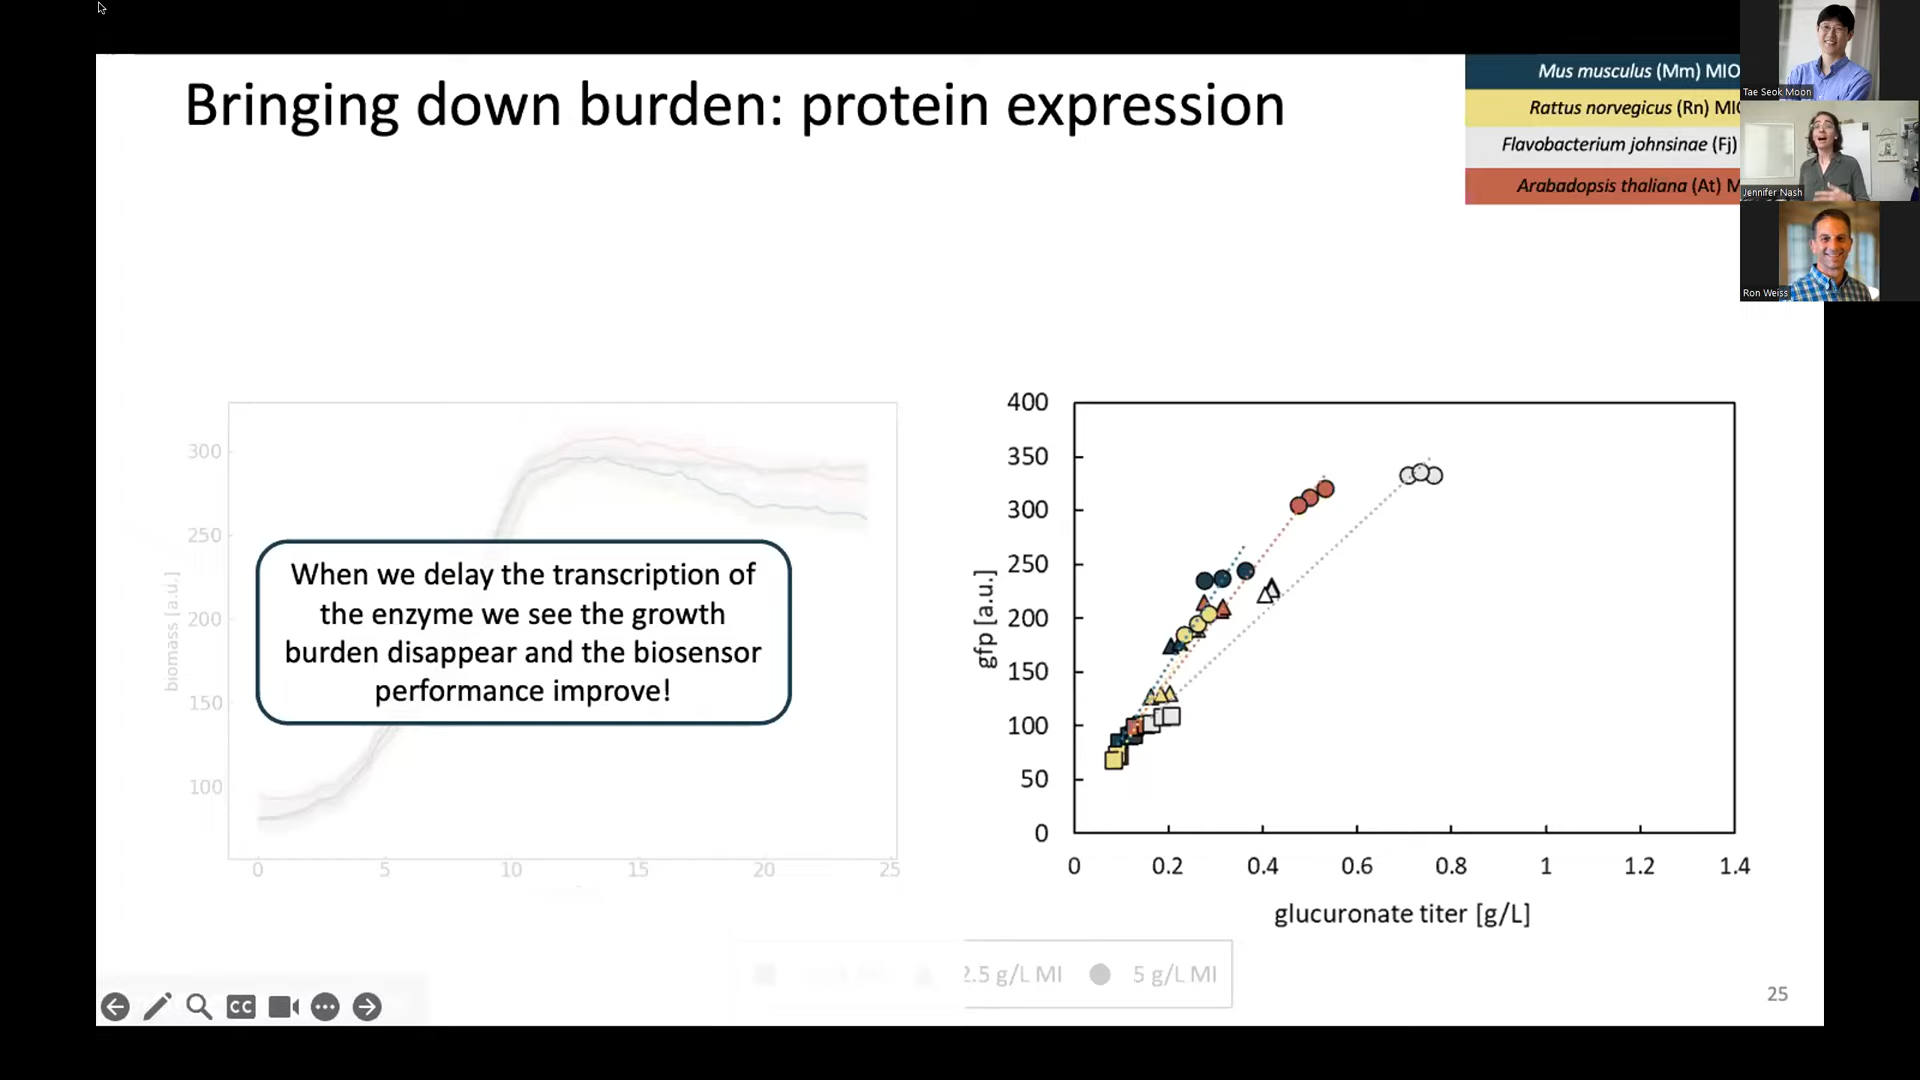 Bringing down burden: protein expression
Mus musculus (Mm) MIO
Rattus norvegicus (Rn) MIO
Flavobacterium johnsinae (Fj)
Arabadopsis thaliana (At) M
Tae Seok Moon
Jennifer Nash
Ron Weiss
300
250
200
150
100
biomass [a.u.]
0 5 10 15 20 25
When we delay the transcription of
the enzyme we see the growth
burden disappear and the biosensor
performance improve!
400
350
300
250
200
150
100
50
0
gfp [a.u.]
0 0.2 0.4 0.6 0.8 1 1.2 1.4
glucuronate titer [g/L]
2.5 g/L MI 5 g/L MI
CC
25